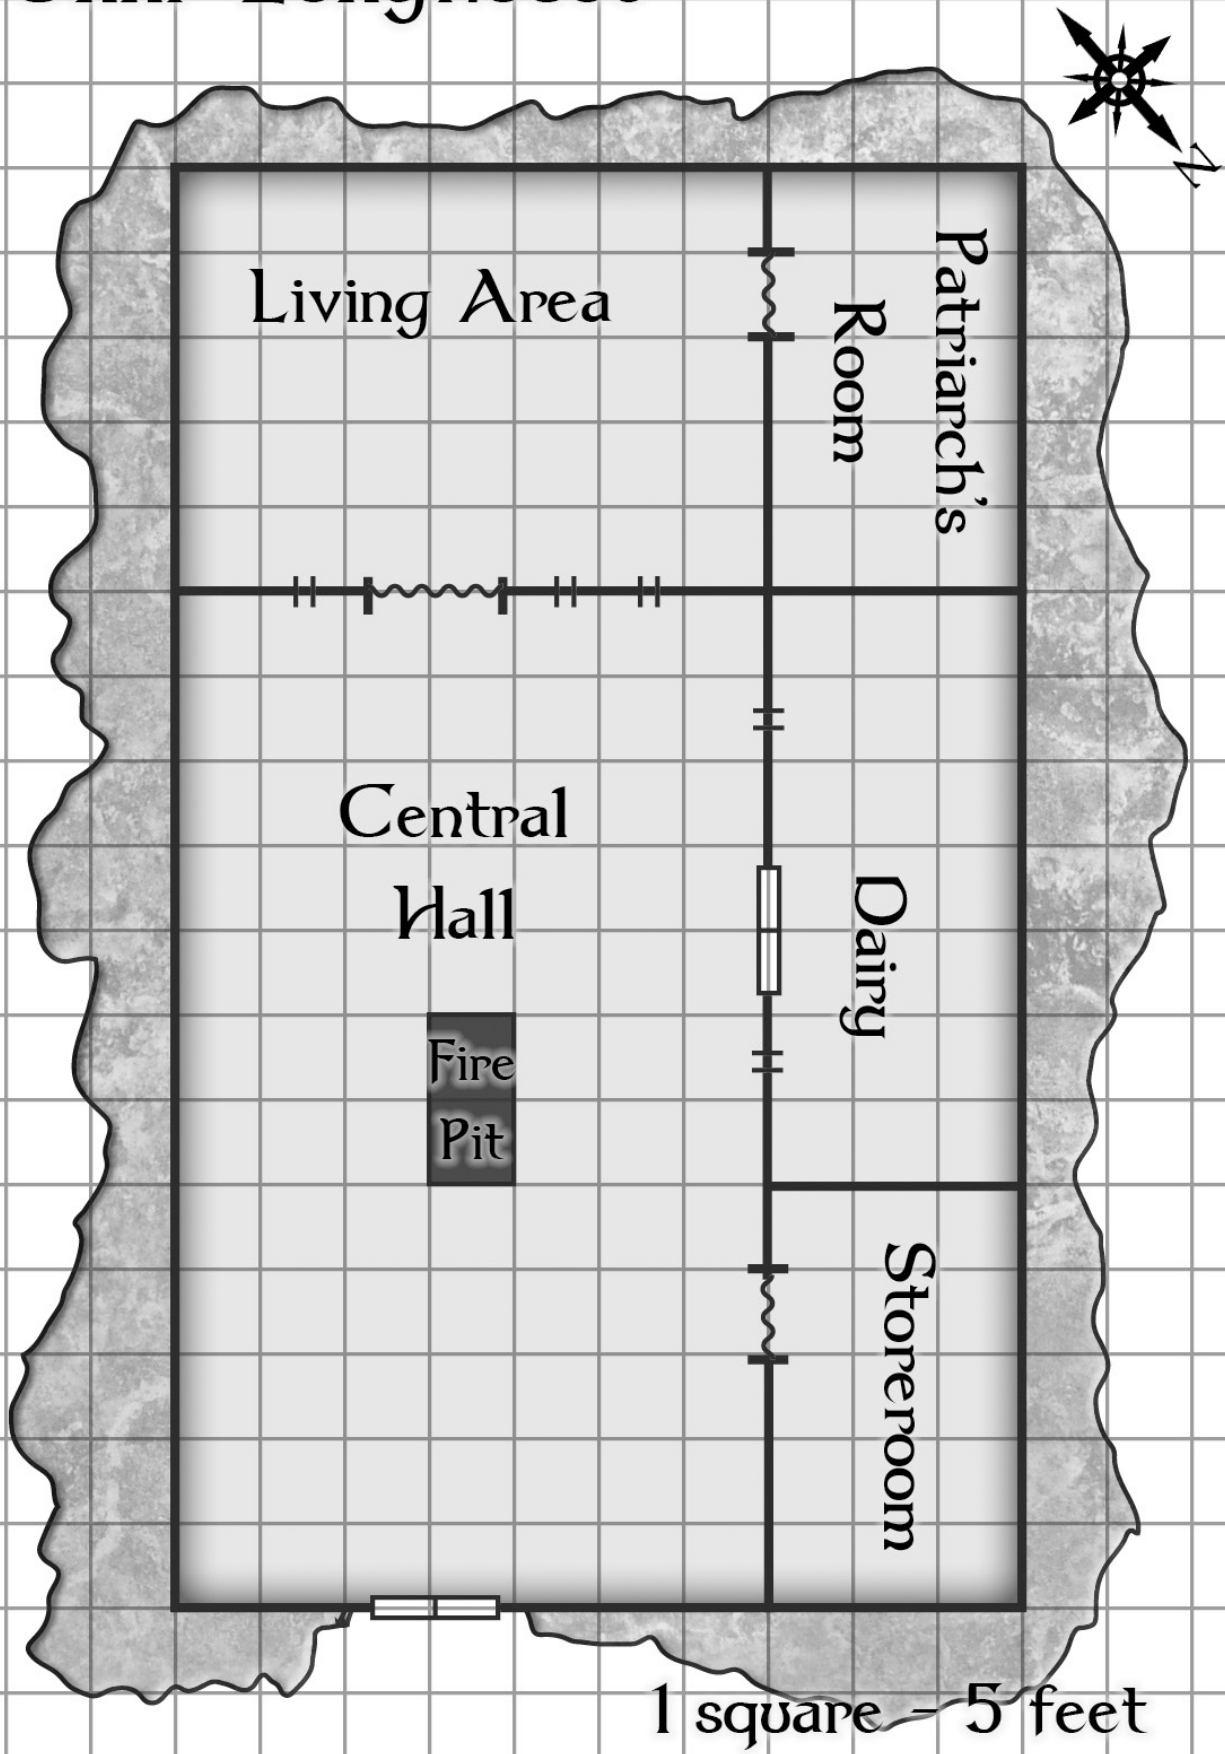 Living Area
Patriarch's
Room
Central
Hall
Dairy
Fire
Pit
Storeroom
1 square - 5 feet
N